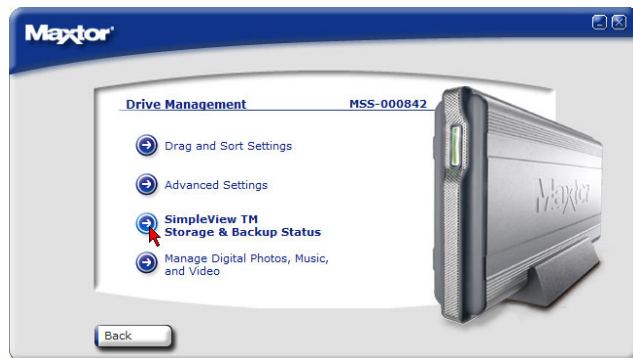 Maxtor
Drive Management MSS-000842
Drag and Sort Settings
Advanced Settings
SimpleView TM
Storage & Backup Status
Manage Digital Photos, Music,
and Video
Maxtor
Back